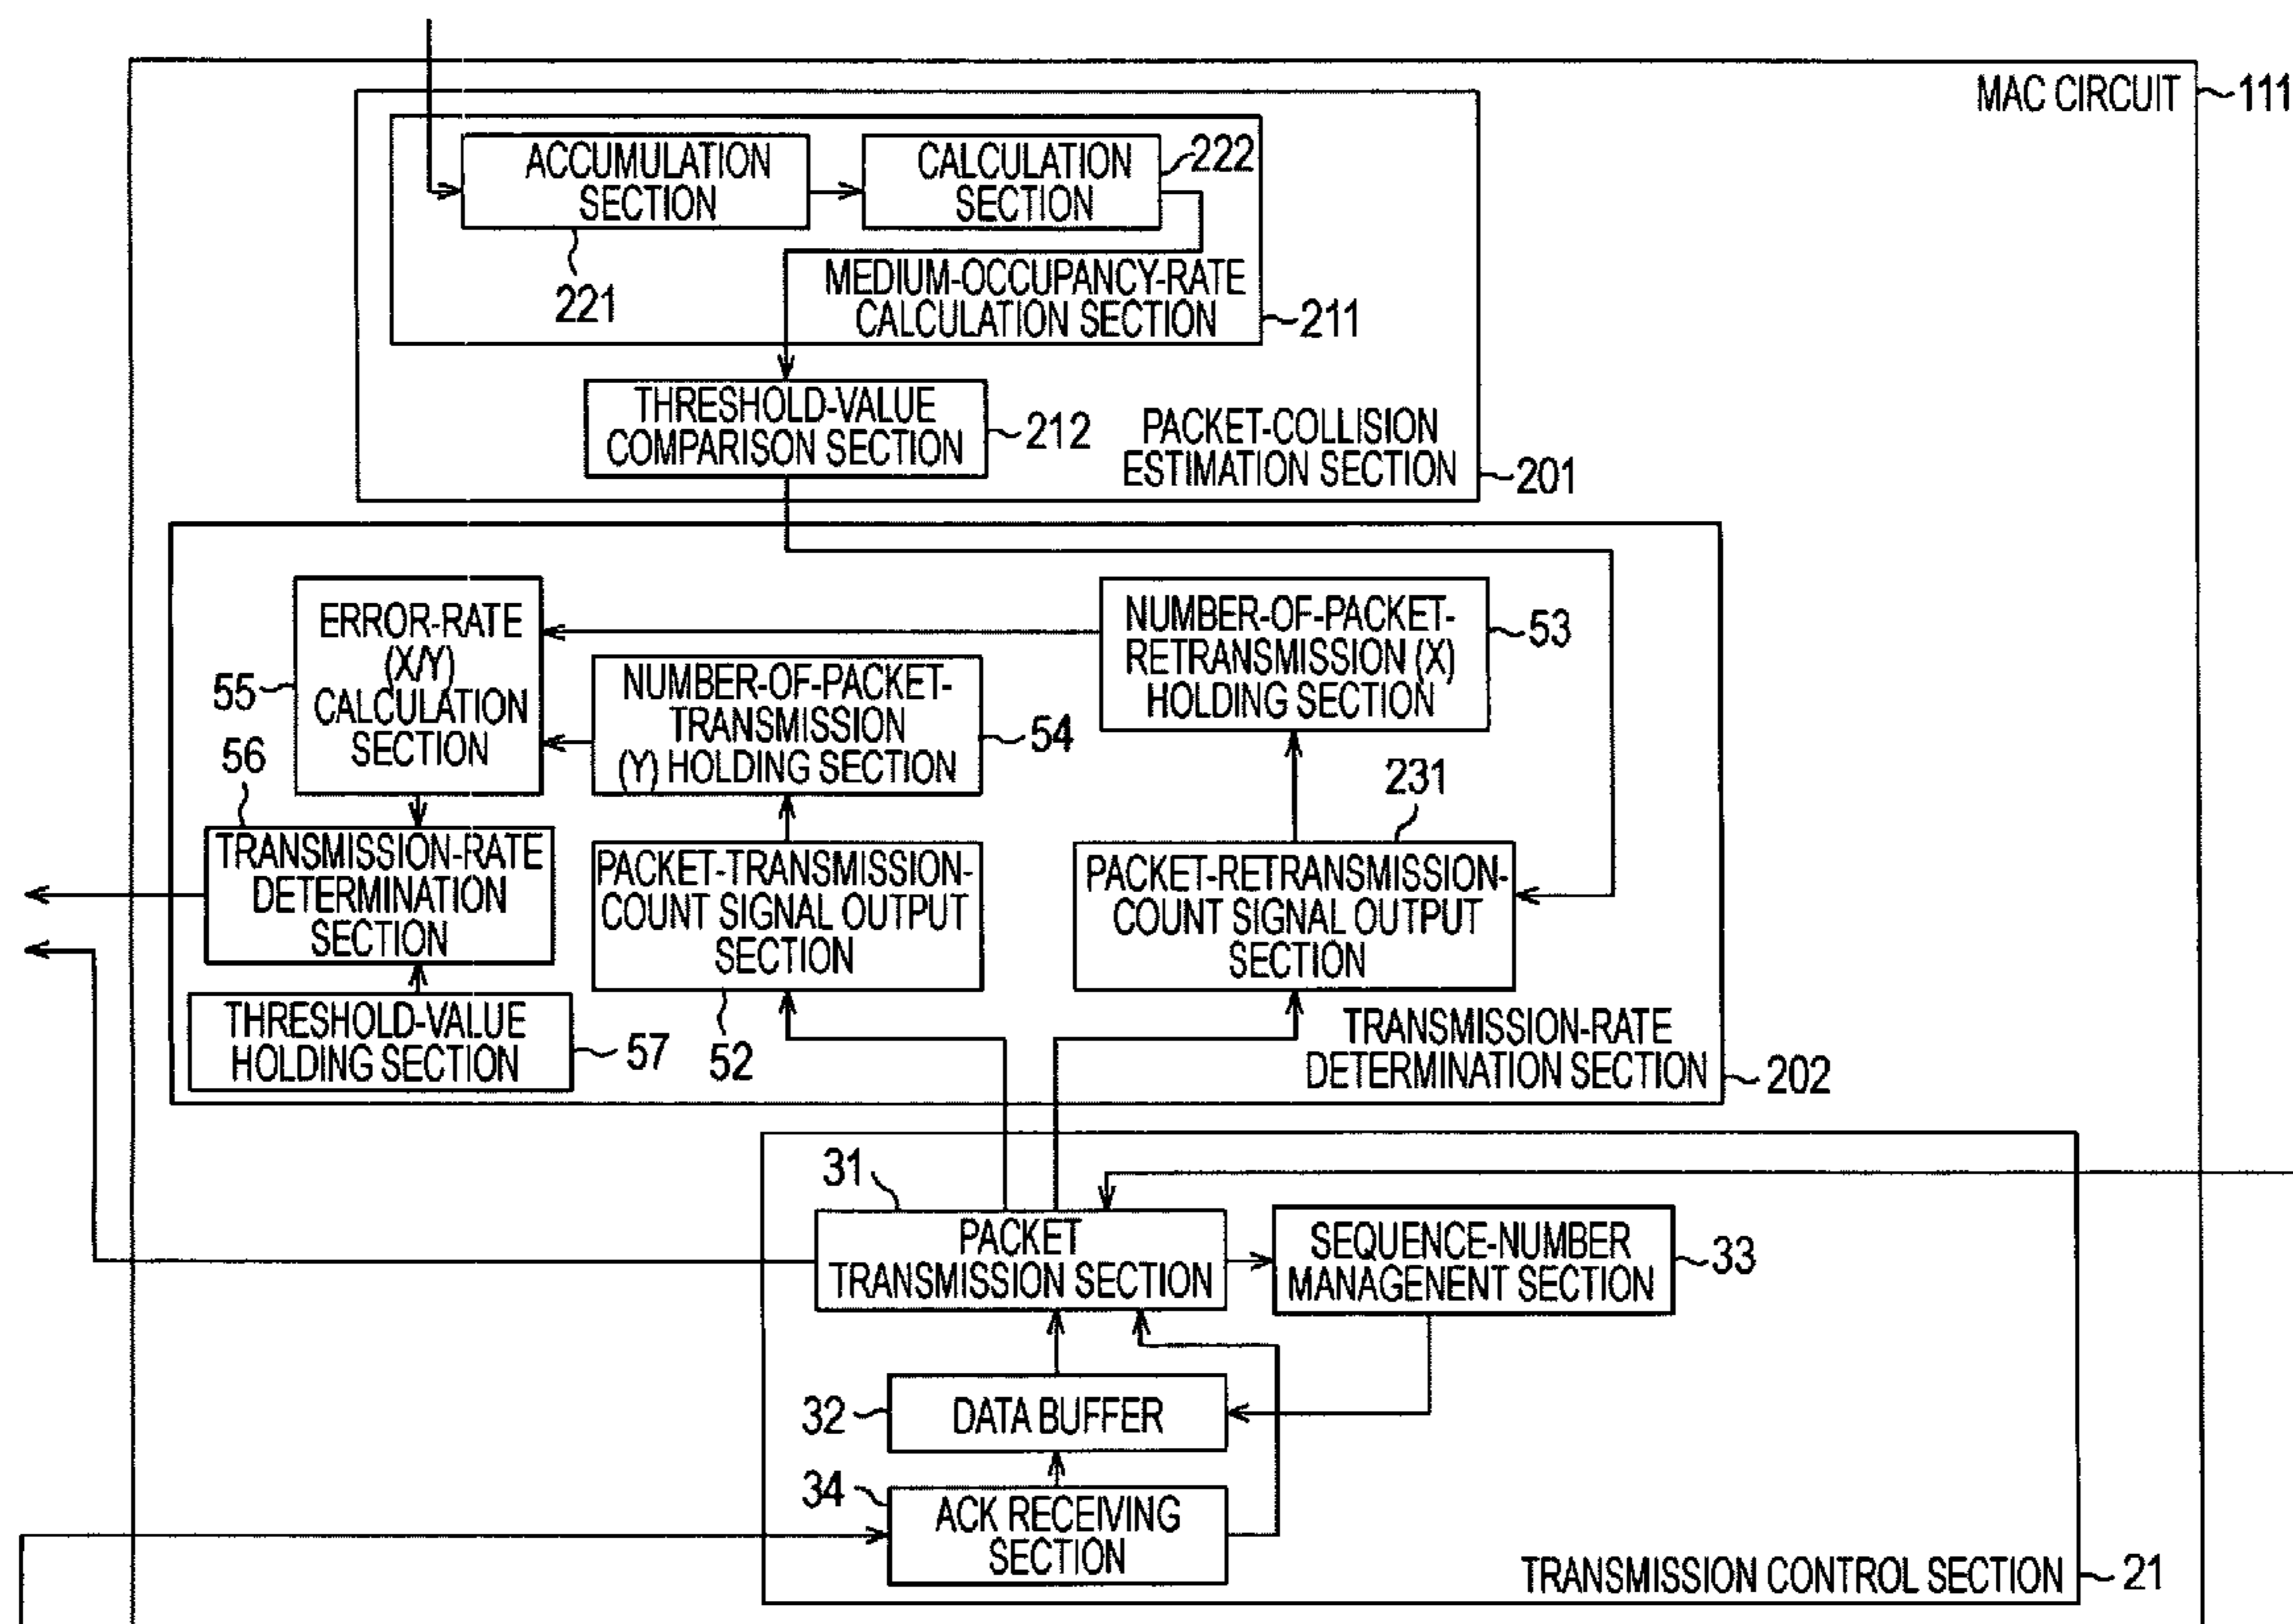 MAC CIRCUIT
111
ACCUMULATION
SECTION
221
CALCULATION
SECTION
222
MEDIUM-OCCUPANCY-RATE
CALCULATION SECTION
211
THRESHOLD-VALUE
COMPARISON SECTION
212
PACKET-COLLISION
ESTIMATION SECTION
201
ERROR-RATE
(X/Y)
CALCULATION
SECTION
55
NUMBER-OF-PACKET-
TRANSMISSION
(Y) HOLDING SECTION
54
NUMBER-OF-PACKET-
RETRANSMISSION (X)
HOLDING SECTION
53
56
TRANSMISSION-RATE
DETERMINATION
SECTION
PACKET-TRANSMISSION-
COUNT SIGNAL OUTPUT
SECTION
52
231
PACKET-RETRANSMISSION-
COUNT SIGNAL OUTPUT
SECTION
THRESHOLD-VALUE
HOLDING SECTION
57
TRANSMISSION-RATE
DETERMINATION SECTION
202
31
PACKET
TRANSMISSION SECTION
SEQUENCE-NUMBER
MANAGENENT SECTION
33
32
DATA BUFFER
34
ACK RECEIVING
SECTION
TRANSMISSION CONTROL SECTION
21